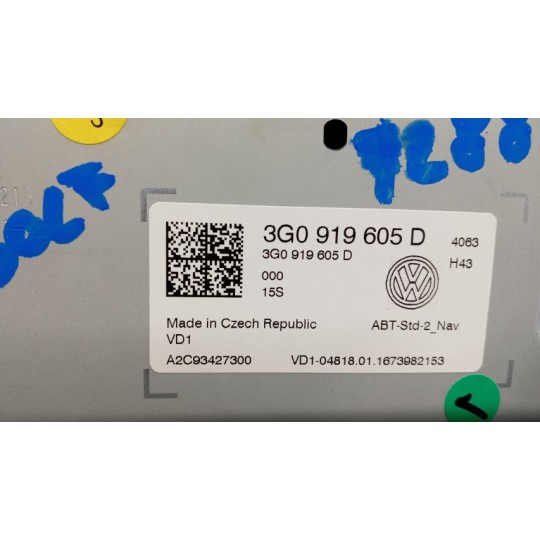 3G0 919 605 D
3G0 919 605 D
000
15S
4063
H43
Made in Czech Republic
VD1
ABT-Std-2_Nav
A2C93427300
VD1-04818.01.1673982153